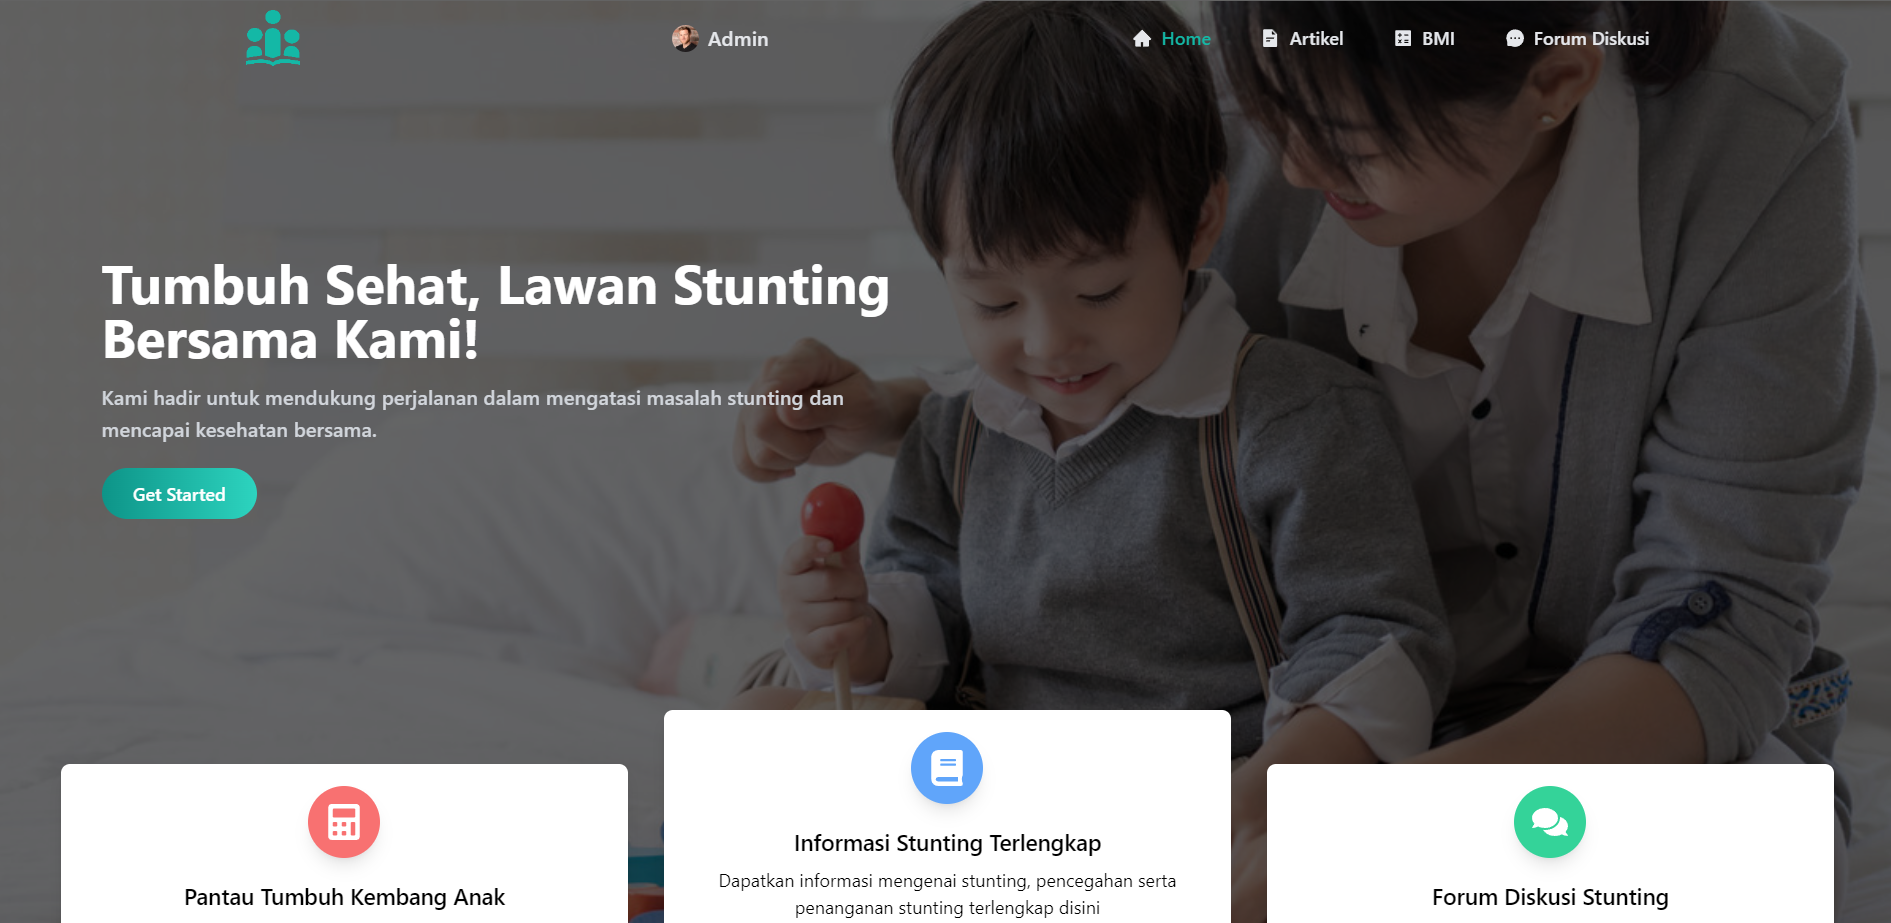 Admin
Home
Artikel
BMI
Forum Diskusi
Tumbuh Sehat, Lawan Stunting
Bersama Kami!
Kami hadir untuk mendukung perjalanan dalam mengatasi masalah stunting dan
mencapai kesehatan bersama.
Get Started
Pantau Tumbuh Kembang Anak
Informasi Stunting Terlengkap
Dapatkan informasi mengenai stunting, pencegahan serta
penanganan stunting terlengkap disini
Forum Diskusi Stunting